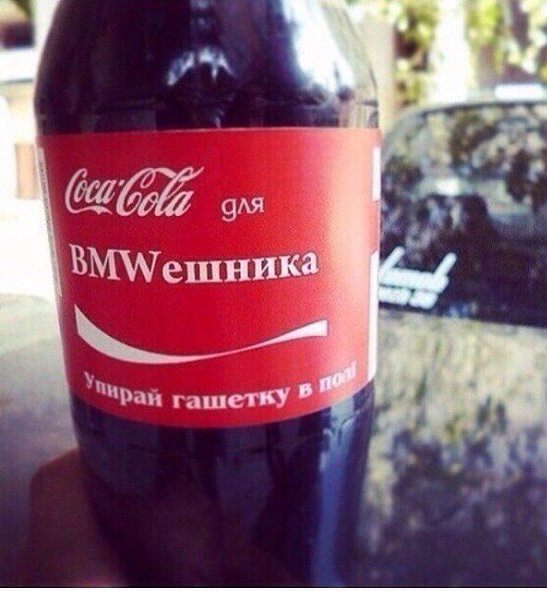 Coca-Cola для
BMWешника
Упирай гашетку в пол!